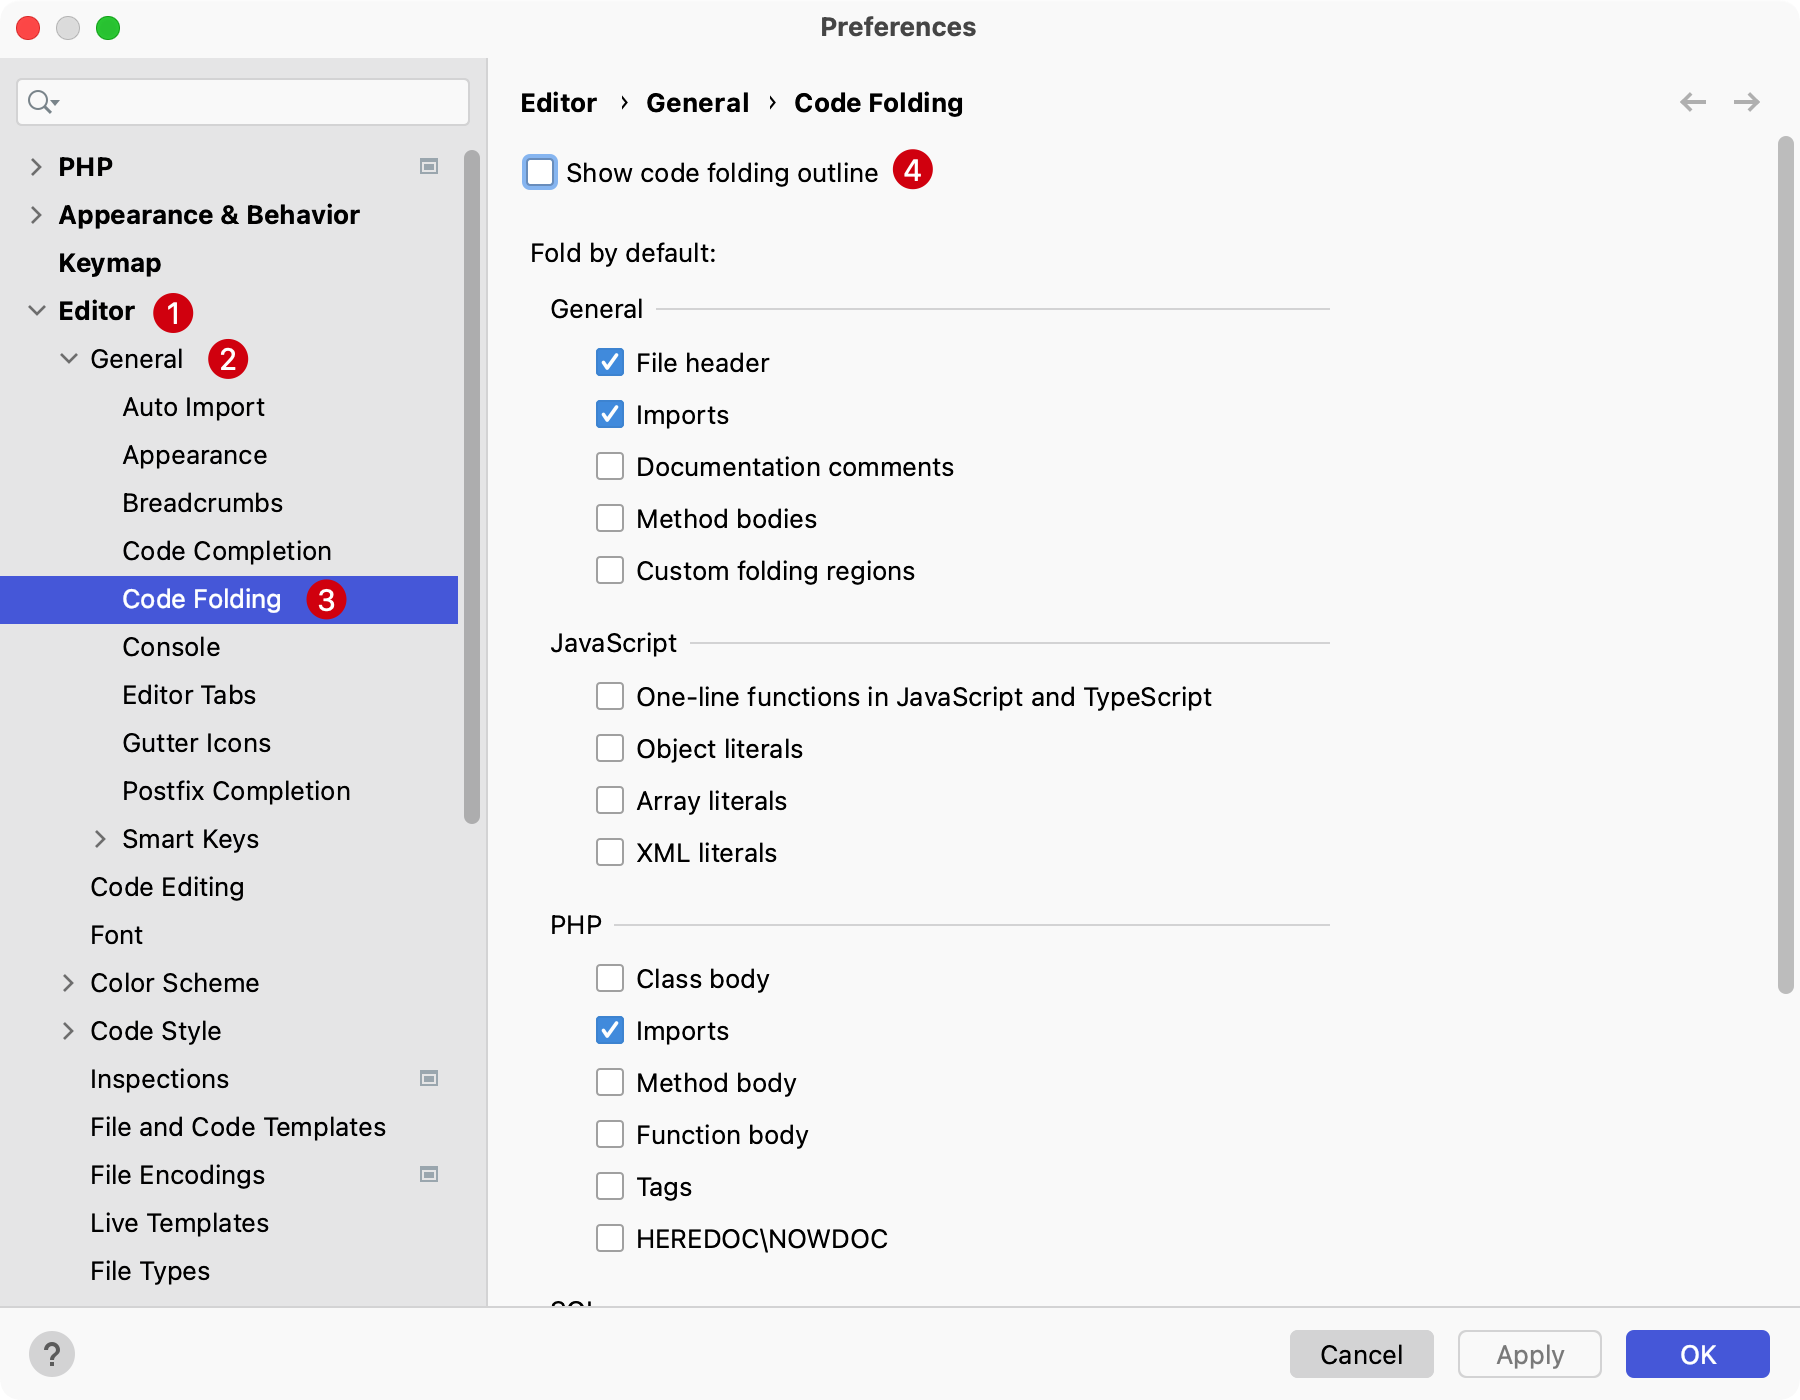 Preferences
PHP
Appearance & Behavior
Keymap
Editor 1
General 2
Auto Import
Appearance
Breadcrumbs
Code Completion
Code Folding 3
Console
Editor Tabs
Gutter Icons
Postfix Completion
Smart Keys
Code Editing
Font
Color Scheme
Code Style
Inspections
File and Code Templates
File Encodings
Live Templates
File Types
Editor › General › Code Folding
Show code folding outline 4
Fold by default:
General
File header
Imports
Documentation comments
Method bodies
Custom folding regions
JavaScript
One-line functions in JavaScript and TypeScript
Object literals
Array literals
XML literals
PHP
Class body
Imports
Method body
Function body
Tags
HEREDOC\NOWDOC
?
Cancel
Apply
OK